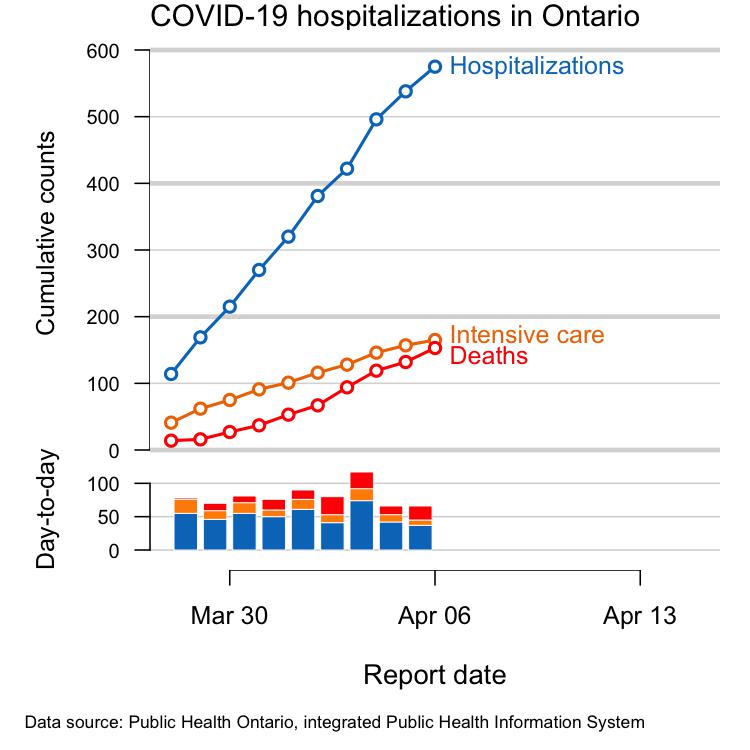 COVID-19 hospitalizations in Ontario
600
500
400
300
200
100
0
Cumulative counts
Hospitalizations
Intensive care
Deaths
100
50
0
Day-to-day
Mar 30
Apr 06
Apr 13
Report date
Data source: Public Health Ontario, integrated Public Health Information System